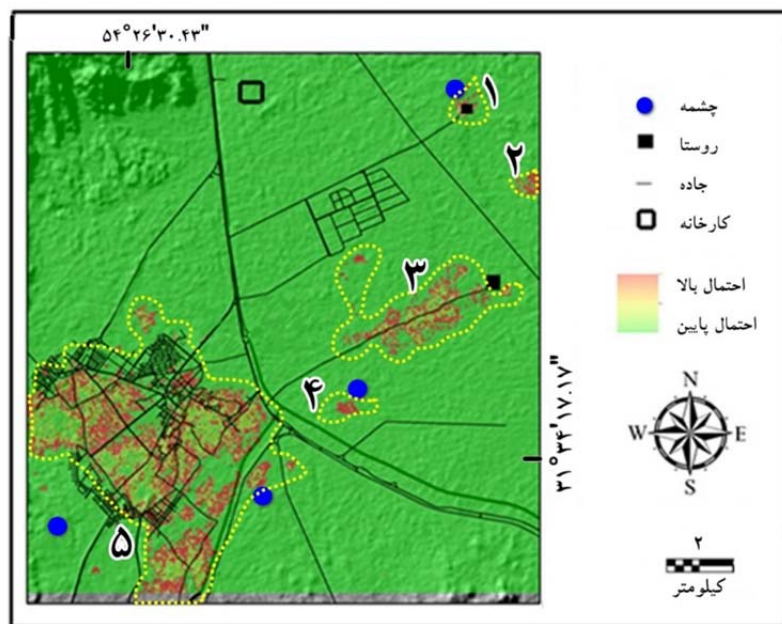 ۵۴°۲۶'۳۰.۴۳"
۱
۲
۳
۴
۵
۳۱°۳۴'۱۷.۱۷"
چشمه
روستا
جاده
کارخانه
احتمال بالا
احتمال پایین
N
W
E
S
۲
کیلومتر